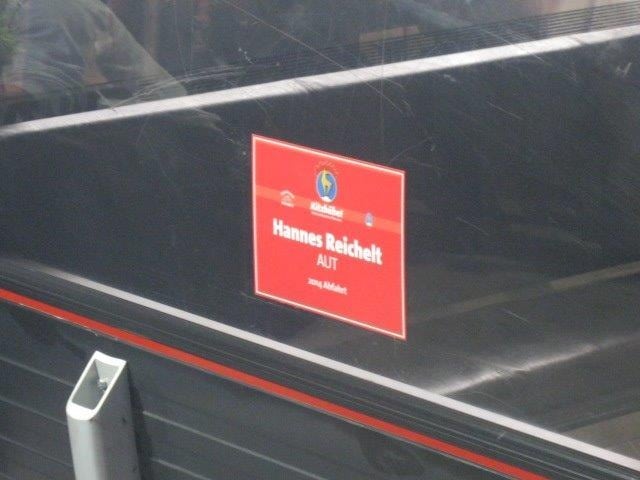 Kitzbühel
Hannes Reichelt
AUT
2014 Abfahrt